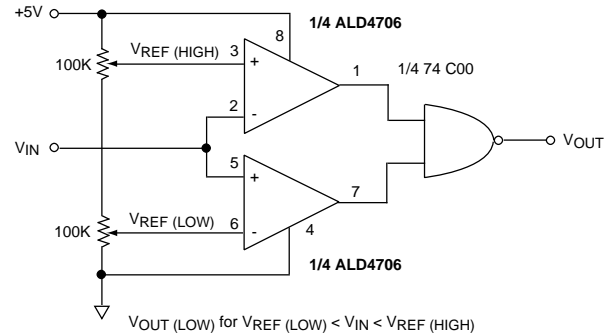 +5V
1/4 ALD4706
8
100K
VREF (HIGH)
3
+
1
1/4 74 C00
2
-
VIN
VOUT
5
+
7
100K
VREF (LOW)
6
-
4
1/4 ALD4706
VOUT (LOW) for VREF (LOW) < VIN < VREF (HIGH)